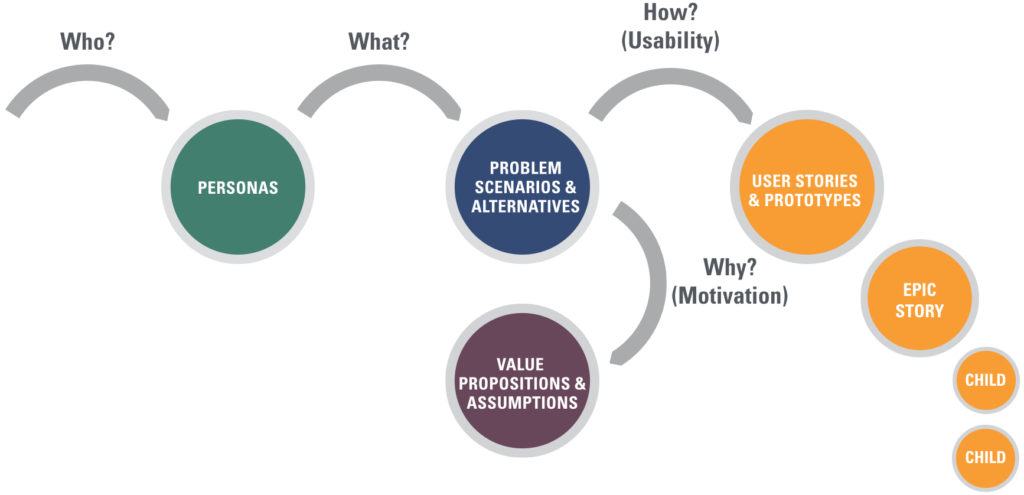 Who?
What?
How?
(Usability)
PERSONAS
PROBLEM
SCENARIOS &
ALTERNATIVES
USER STORIES
& PROTOTYPES
Why?
(Motivation)
EPIC
STORY
VALUE
PROPOSITIONS &
ASSUMPTIONS
CHILD
CHILD